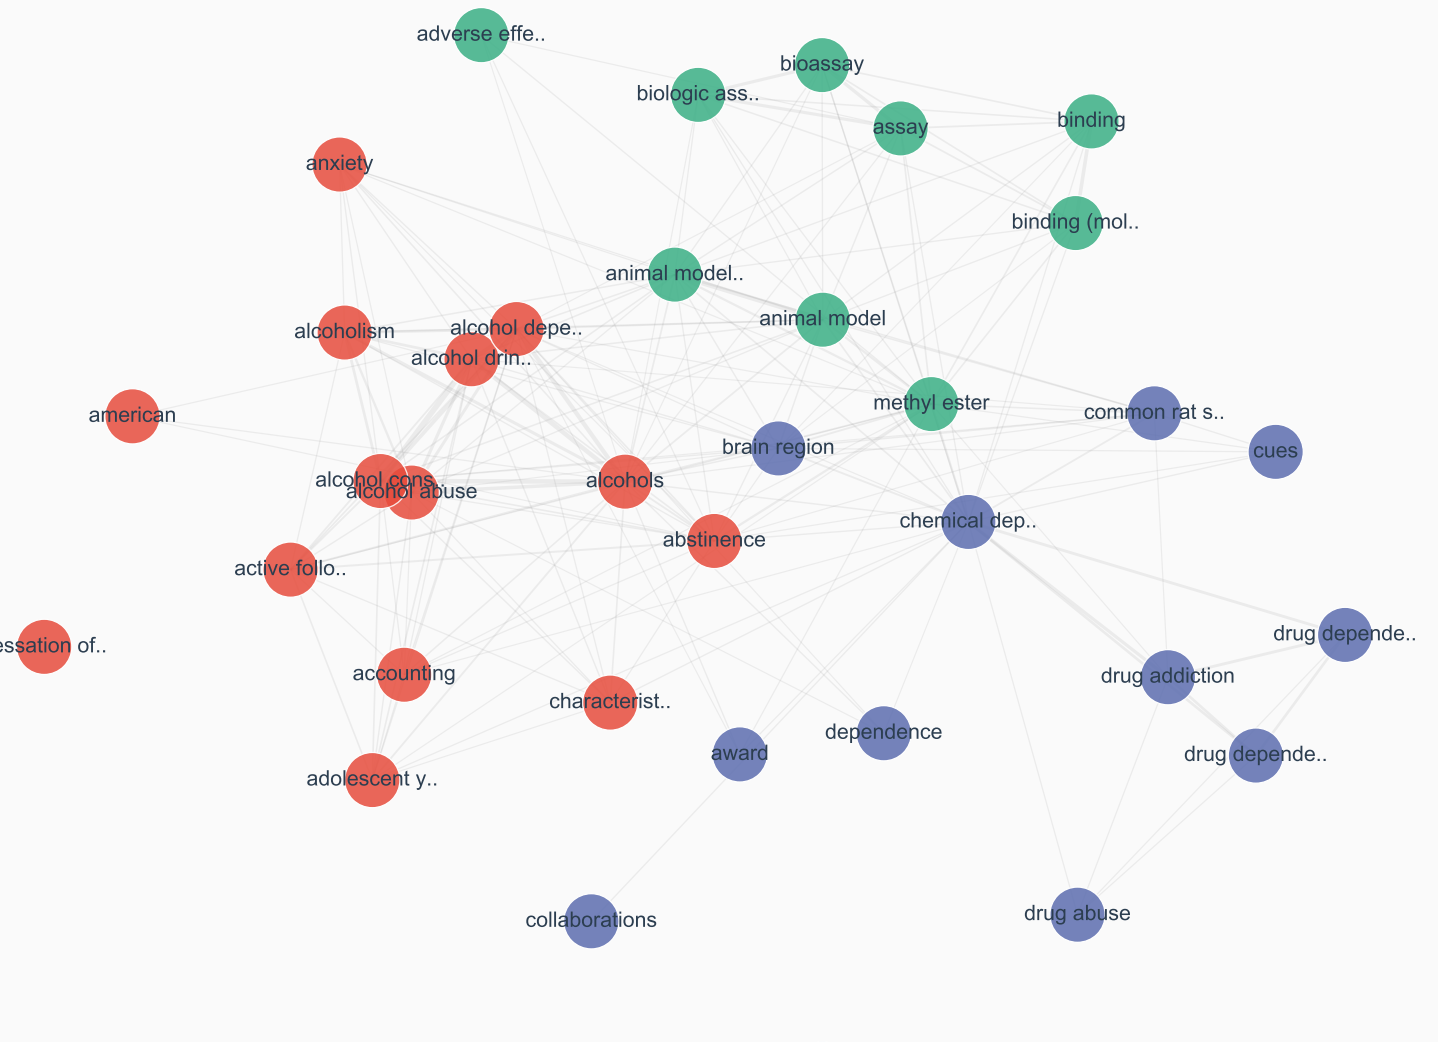 adverse effe..
bioassay
biologic ass..
assay
binding
anxiety
binding (mol..
animal model..
animal model
alcoholism
alcohol depe..
alcohol drin..
american
methyl ester
common rat s..
brain region
cues
alcohol cons..
alcohol abuse
alcohols
chemical dep..
abstinence
active follo..
drug depende..
essation of..
accounting
drug addiction
characterist..
dependence
award
drug depende..
adolescent y..
collaborations
drug abuse